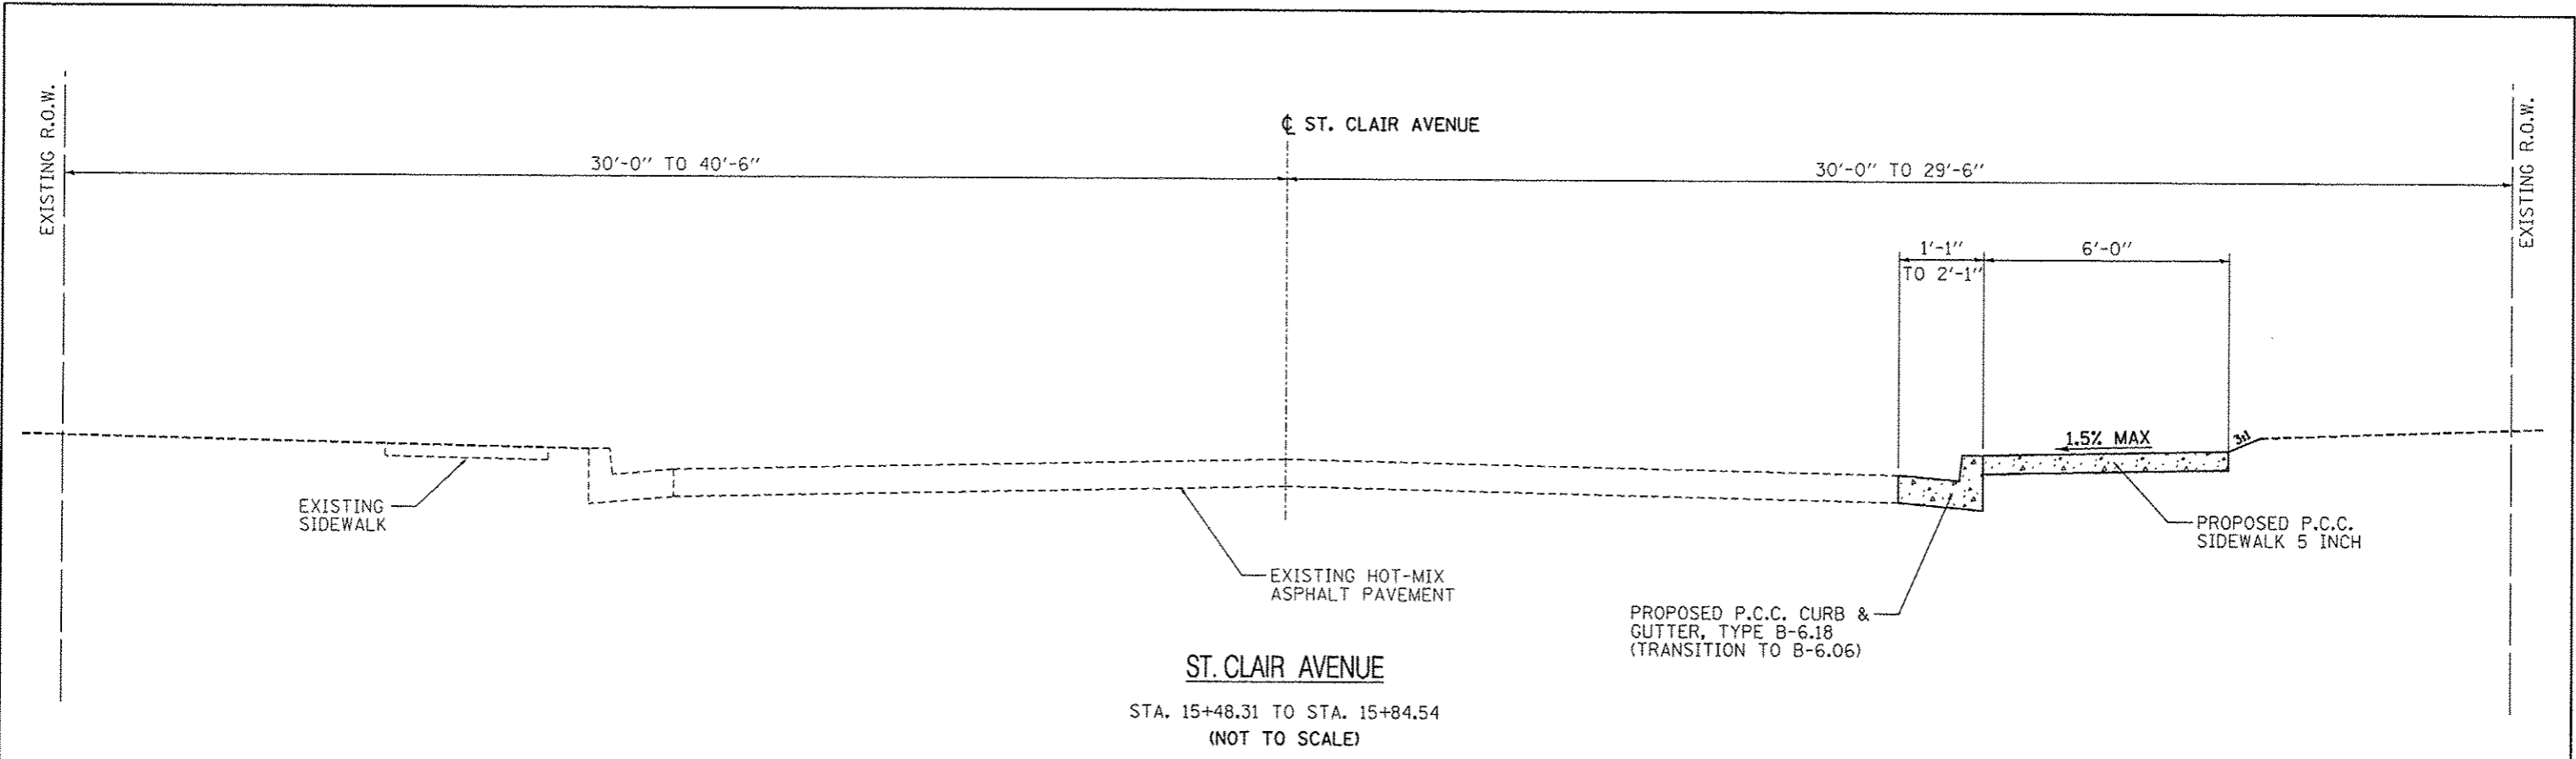 EXISTING R.O.W.
℄ ST. CLAIR AVENUE
EXISTING R.O.W.
30'-0" TO 40'-6"
30'-0" TO 29'-6"
1'-1"
TO 2'-1"
6'-0"
1.5% MAX
3:1
EXISTING
SIDEWALK
EXISTING HOT-MIX
ASPHALT PAVEMENT
PROPOSED P.C.C.
SIDEWALK 5 INCH
PROPOSED P.C.C. CURB &
GUTTER, TYPE B-6.18
(TRANSITION TO B-6.06)
ST. CLAIR AVENUE
STA. 15+48.31 TO STA. 15+84.54
(NOT TO SCALE)